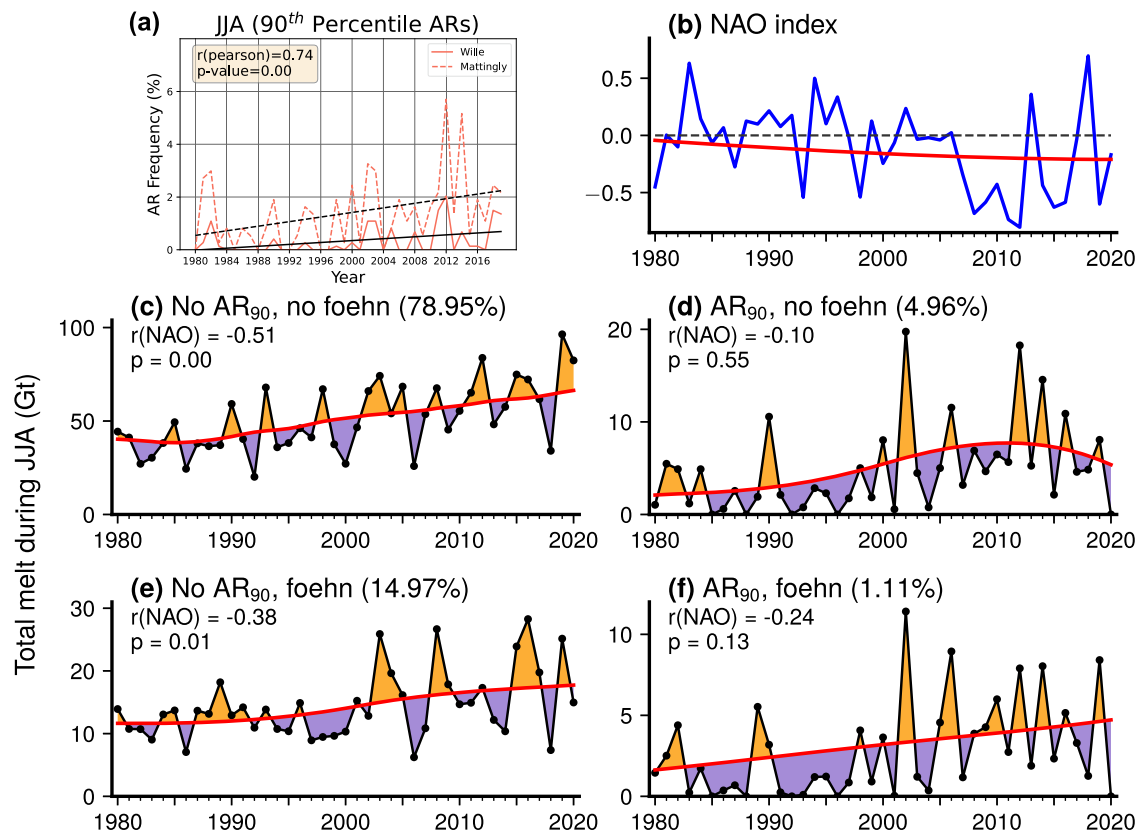 (a) JJA (90th Percentile ARs)
r(pearson)=0.74
p-value=0.00
Wille
Mattingly
AR Frequency (%)
6
4
2
0
1980 1984 1988 1992 1996 2000 2004 2008 2012 2016
Year
(b) NAO index
0.5
0.0
−0.5
1980 1990 2000 2010 2020
Total melt during JJA (Gt)
(c) No AR90, no foehn (78.95%)
r(NAO) = -0.51
p = 0.00
100
50
0
1980 1990 2000 2010 2020
(d) AR90, no foehn (4.96%)
r(NAO) = -0.10
p = 0.55
20
10
0
1980 1990 2000 2010 2020
(e) No AR90, foehn (14.97%)
r(NAO) = -0.38
p = 0.01
30
20
10
0
1980 1990 2000 2010 2020
(f) AR90, foehn (1.11%)
r(NAO) = -0.24
p = 0.13
10
5
0
1980 1990 2000 2010 2020